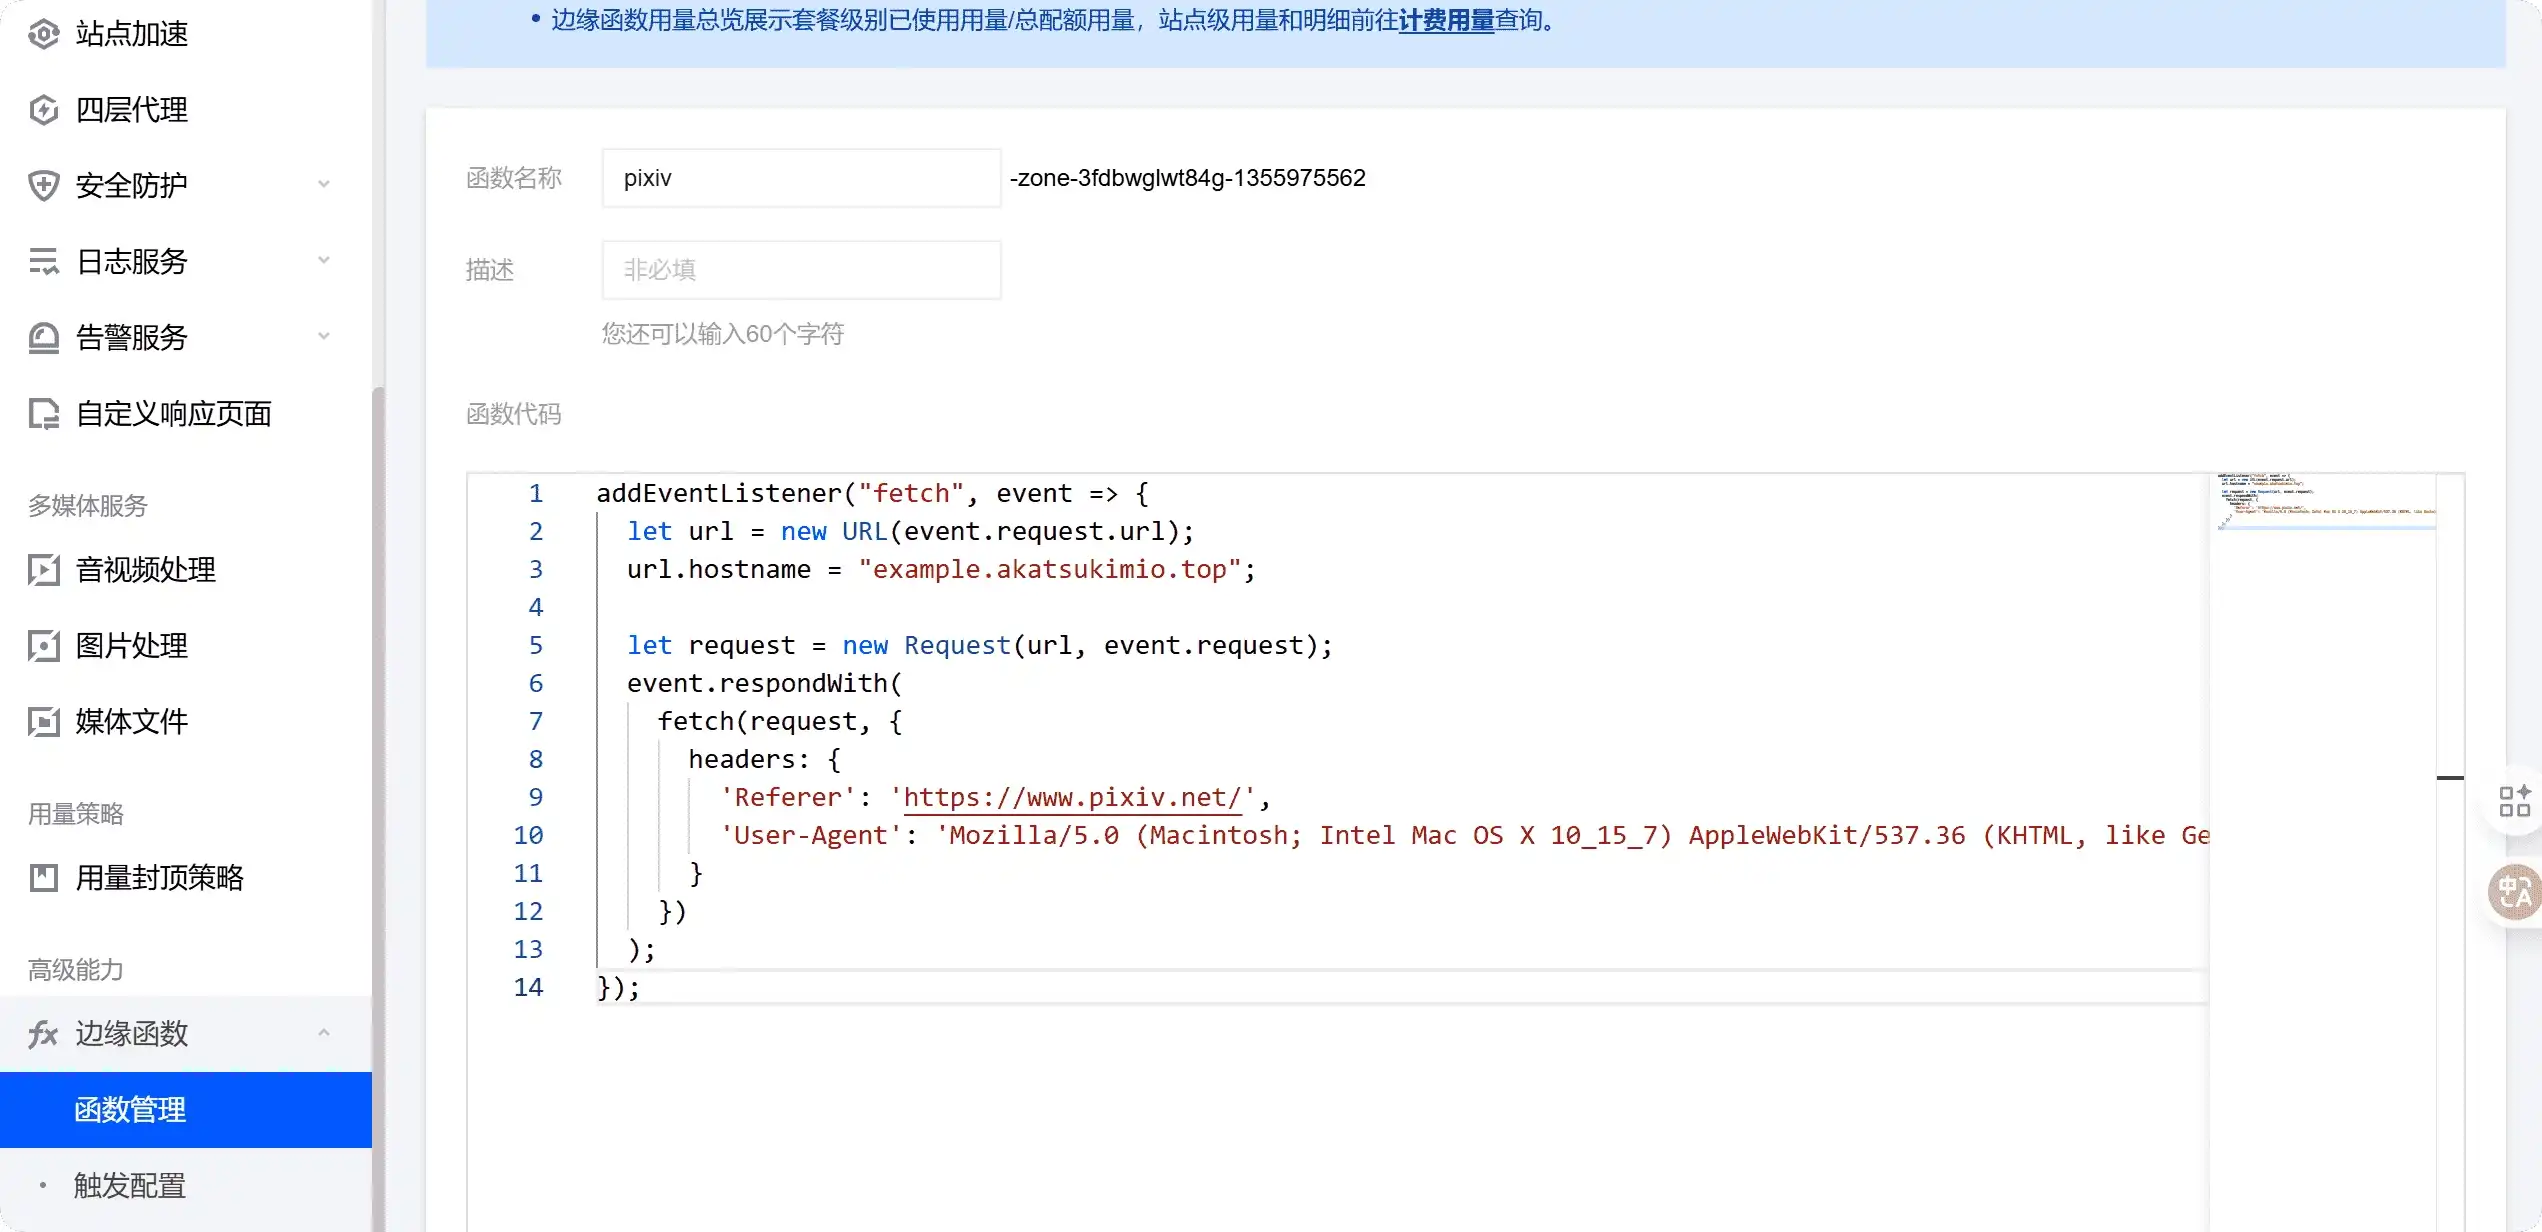 站点加速
四层代理
安全防护
日志服务
告警服务
自定义响应页面
多媒体服务
音视频处理
图片处理
媒体文件
用量策略
用量封顶策略
高级能力
fx 边缘函数
函数管理
• 触发配置
• 边缘函数用量总览展示套餐级别已使用用量/总配额用量，站点级用量和明细前往计费用量查询。
函数名称 pixiv -zone-3fdbwglwt84g-1355975562
描述 非必填
您还可以输入60个字符
函数代码
1 addEventListener("fetch", event => {
2 let url = new URL(event.request.url);
3 url.hostname = "example.akatsukimio.top";
4
5 let request = new Request(url, event.request);
6 event.respondWith(
7 fetch(request, {
8 headers: {
9 'Referer': 'https://www.pixiv.net/',
10 'User-Agent': 'Mozilla/5.0 (Macintosh; Intel Mac OS X 10_15_7) AppleWebKit/537.36 (KHTML, like Ge
11 }
12 })
13 );
14 });